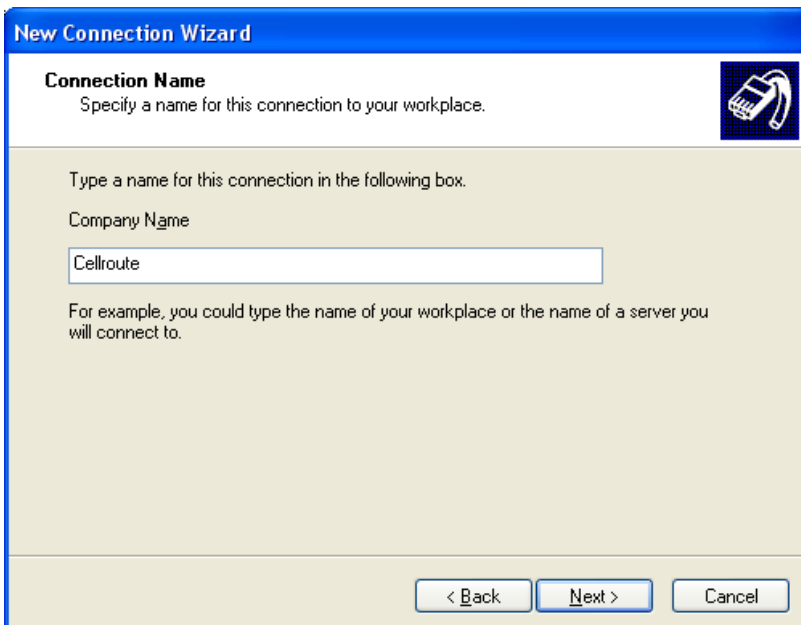 New Connection Wizard
Connection Name
Specify a name for this connection to your workplace.
Type a name for this connection in the following box.
Company Name
Cellroute
For example, you could type the name of your workplace or the name of a server you
will connect to.
< Back
Next >
Cancel